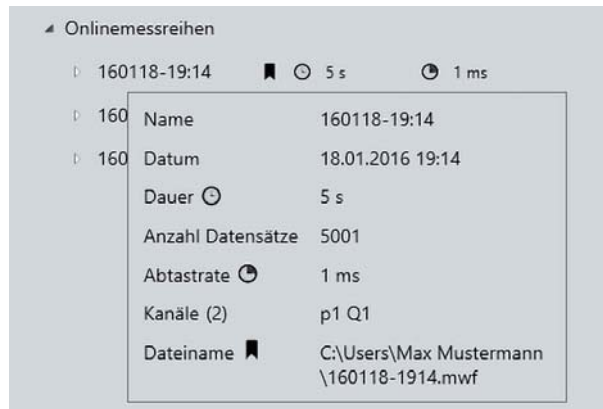 Onlinemessreihen
160118-19:14 5 s 1 ms
160
160
Name 160118-19:14
Datum 18.01.2016 19:14
Dauer 5 s
Anzahl Datensätze 5001
Abtastrate 1 ms
Kanäle (2) p1 Q1
Dateiname C:\Users\Max Mustermann
\160118-1914.mwf